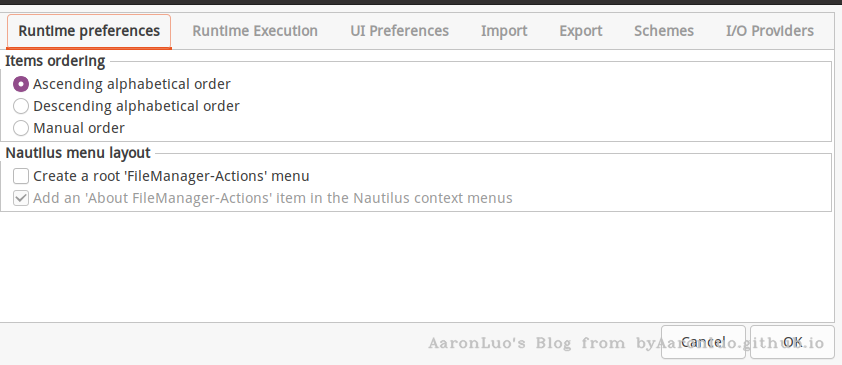 Runtime preferences Runtime Execution UI Preferences Import Export Schemes I/O Providers
Items ordering
Ascending alphabetical order
Descending alphabetical order
Manual order
Nautilus menu layout
Create a root 'FileManager-Actions' menu
Add an 'About FileManager-Actions' item in the Nautilus context menus
Cancel OK
AaronLuo's Blog from byAaronluo.github.io